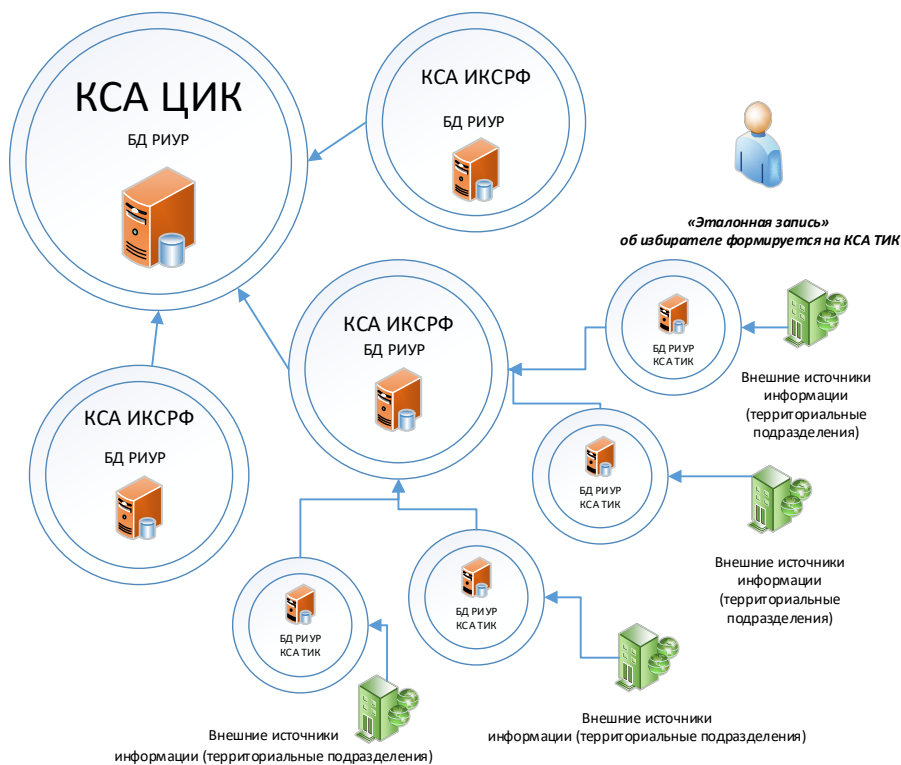 КСА ЦИК
БД РИУР
КСА ИКСРФ
БД РИУР
«Эталонная запись»
об избирателе формируется на КСА ТИК
КСА ИКСРФ
БД РИУР
БД РИУР
КСА ТИК
Внешние источники
информации
(территориальные
подразделения)
КСА ИКСРФ
БД РИУР
БД РИУР
КСА ТИК
Внешние источники
информации
(территориальные
подразделения)
БД РИУР
КСА ТИК
БД РИУР
КСА ТИК
Внешние источники
информации (территориальные подразделения)
Внешние источники
информации (территориальные подразделения)